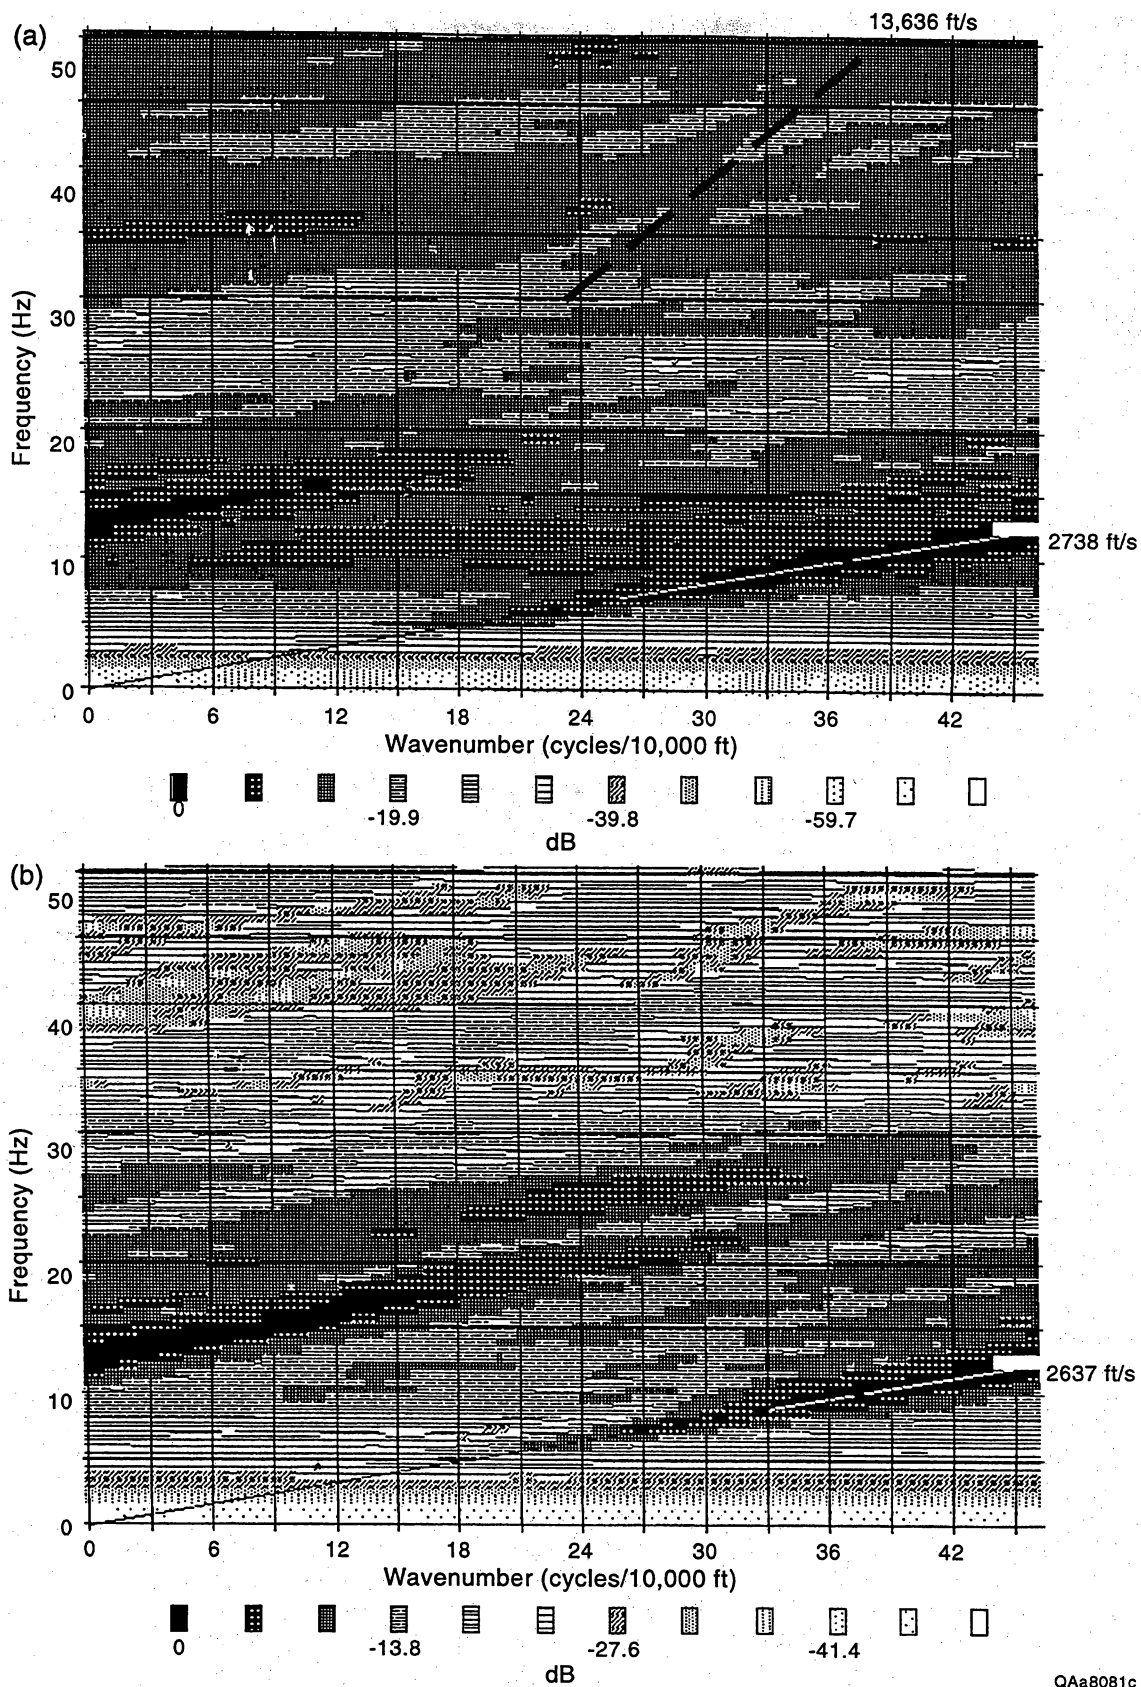 (a)
13,636 ft/s
50
40
30
20
10
0
Frequency (Hz)
2738 ft/s
0 6 12 18 24 30 36 42
Wavenumber (cycles/10,000 ft)
0 -19.9 -39.8 -59.7
dB
(b)
50
40
30
20
10
0
Frequency (Hz)
2637 ft/s
0 6 12 18 24 30 36 42
Wavenumber (cycles/10,000 ft)
0 -13.8 -27.6 -41.4
dB
QAa8081c